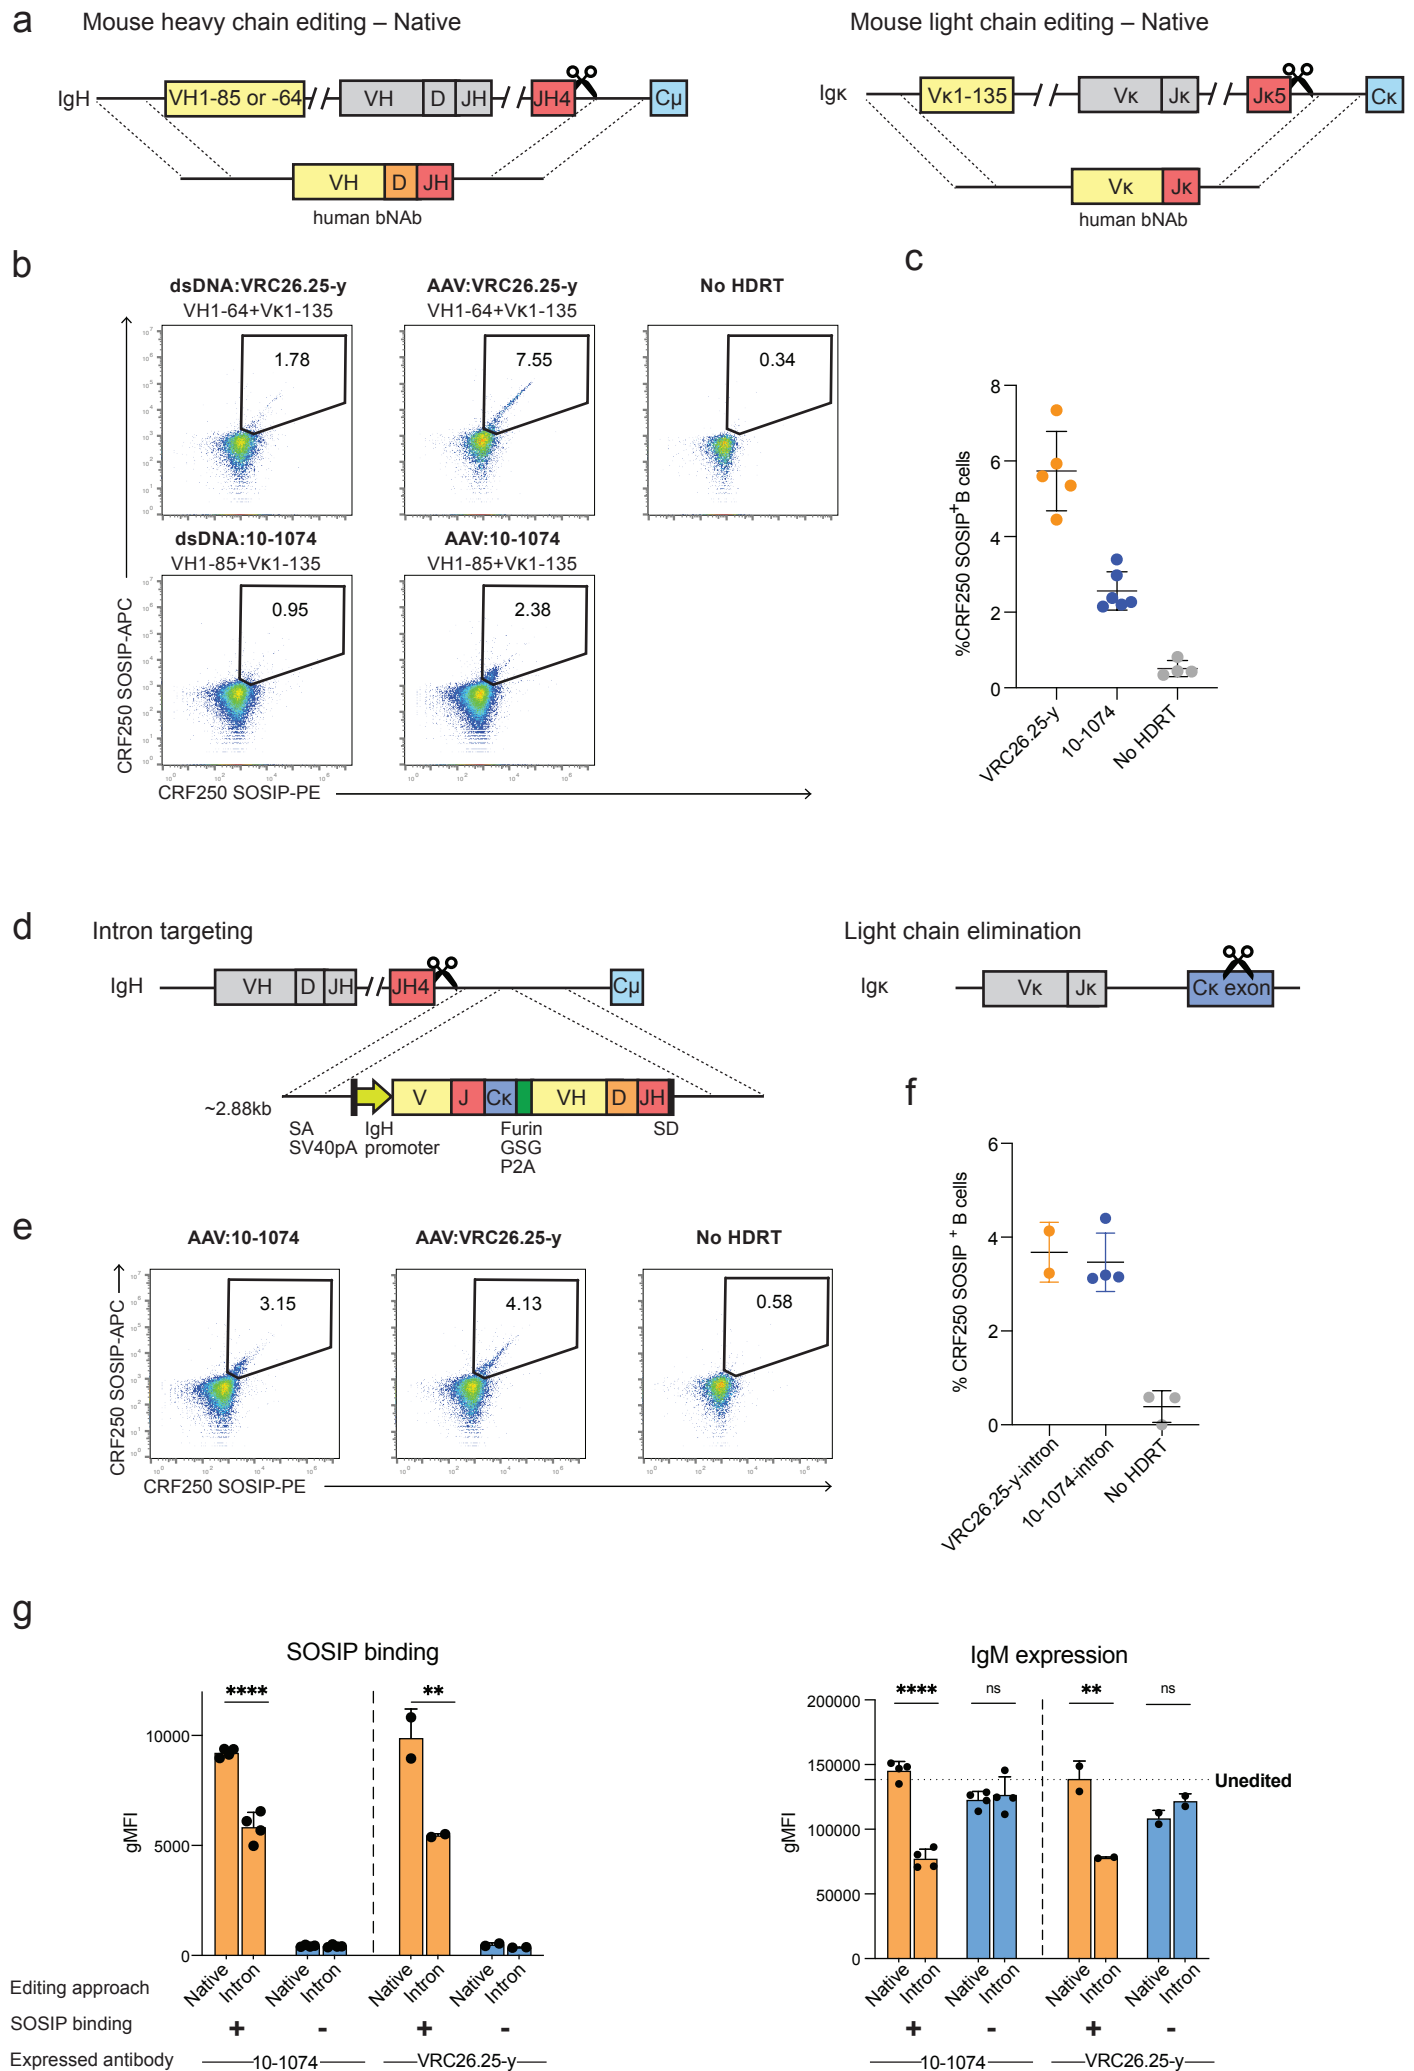 a
Mouse heavy chain editing – Native
Mouse light chain editing – Native
IgH
VH1-85 or -64
VH
D
JH
JH4
Cμ
VH
D
JH
human bNAb
Igκ
Vκ1-135
Vκ
Jκ
Jκ5
Cκ
Vκ
Jκ
human bNAb
b
dsDNA:VRC26.25-y
VH1-64+Vκ1-135
AAV:VRC26.25-y
VH1-64+Vκ1-135
No HDRT
1.78
7.55
0.34
dsDNA:10-1074
VH1-85+Vκ1-135
AAV:10-1074
VH1-85+Vκ1-135
0.95
2.38
CRF250 SOSIP-APC
CRF250 SOSIP-PE
c
%CRF250 SOSIP+B cells
8
6
4
2
0
VRC26.25-y
10-1074
No HDRT
d
Intron targeting
Light chain elimination
IgH
VH
D
JH
JH4
Cμ
~2.88kb
V
J
Cκ
VH
D
JH
SA
SV40pA
IgH
promoter
Furin
GSG
P2A
SD
Igκ
Vκ
Jκ
Cκ exon
e
AAV:10-1074
AAV:VRC26.25-y
No HDRT
3.15
4.13
0.58
CRF250 SOSIP-APC
CRF250 SOSIP-PE
f
% CRF250 SOSIP + B cells
6
4
2
0
VRC26.25-y-intron
10-1074-intron
No HDRT
g
SOSIP binding
**** **
gMFI
10000
5000
0
Native Intron Native Intron Native Intron Native Intron
Editing approach
SOSIP binding + - + -
Expressed antibody 10-1074 VRC26.25-y
IgM expression
**** ns ** ns
gMFI
200000
150000
100000
50000
0
Unedited
Native Intron Native Intron Native Intron Native Intron
+ - + -
10-1074 VRC26.25-y